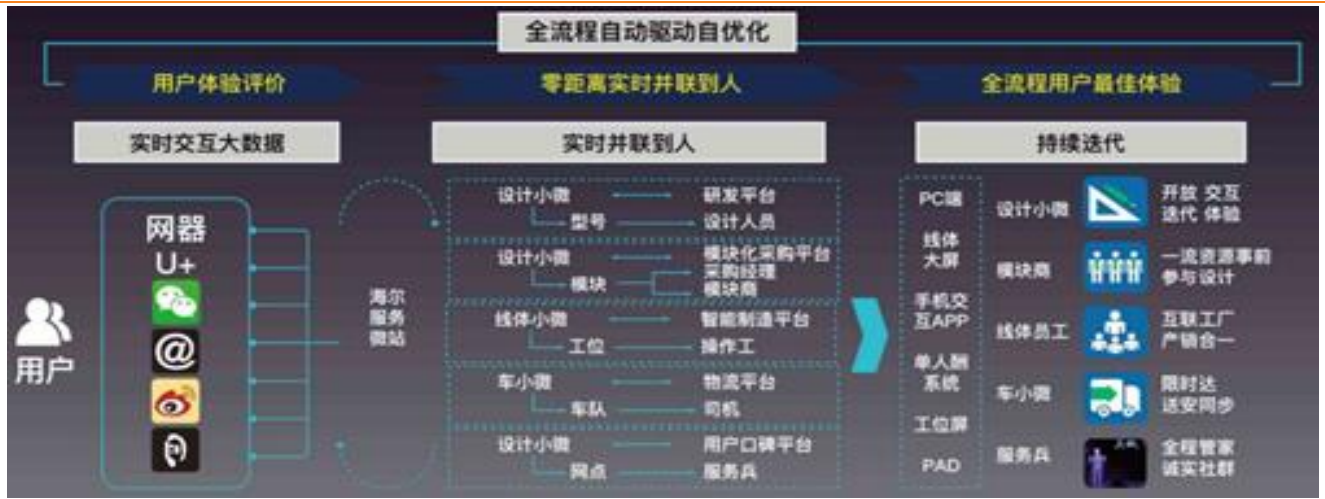 全流程自动驱动自优化
用户体验评价
零距离实时并联到人
全流程用户最佳体验
实时交互大数据
实时并联到人
持续迭代
用户
网器
U+
@
海尔
服务
微站
设计小微
研发平台
型号
设计人员
设计小微
模块化采购平台
模块
采购经理
模块商
线体小微
智能制造平台
工位
操作工
车小微
物流平台
车队
司机
设计小微
用户口碑平台
网点
服务兵
PC端
线体
大屏
手机交
互APP
单人酬
系统
工位屏
PAD
设计小微
开放 交互
迭代 体验
模块商
一流资源事前
参与设计
线体员工
互联工厂
产销合一
车小微
限时达
送安同步
服务兵
全程管家
诚实社群